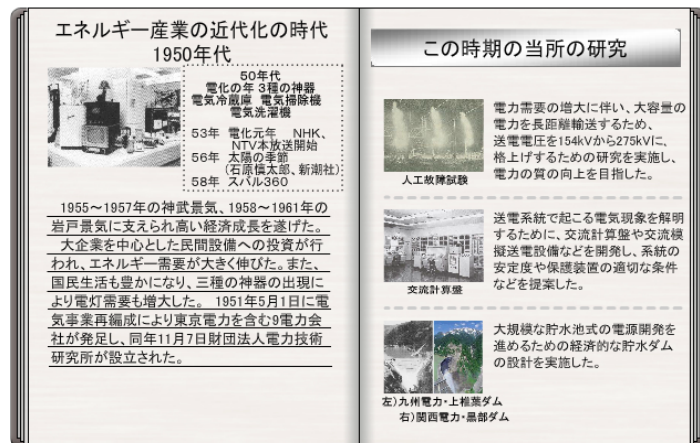 エネルギー産業の近代化の時代
1950年代
50年代
電化の年 3種の神器
電気冷蔵庫 電気掃除機
電気洗濯機
53年 電化元年 NHK、
NTV本放送開始
56年 太陽の季節
(石原慎太郎、新潮社)
58年 スバル360
1955～1957年の神武景気、1958～1961年の
岩戸景気に支えられ高い経済成長を遂げた。
大企業を中心とした民間設備への投資が行
われ、エネルギー需要が大きく伸びた。また、
国民生活も豊かになり、三種の神器の出現に
より電灯需要も増大した。 1951年5月1日に電
気事業再編成により東京電力を含む9電力会
社が発足し、同年11月7日財団法人電力技術
研究所が設立された。
この時期の当所の研究
電力需要の増大に伴い、大容量の
電力を長距離輸送するため、
送電電圧を154kVから275kVに、
格上げするための研究を実施し、
電力の質の向上を目指した。
人工故障試験
送電系統で起こる電気現象を解明
するために、交流計算盤や交流模
擬送電設備などを開発し、系統の
安定度や保護装置の適切な条件
などを提案した。
交流計算盤
大規模な貯水池式の電源開発を
進めるための経済的な貯水ダム
の設計を実施した。
左)九州電力・上椎葉ダム
右)関西電力・黒部ダム